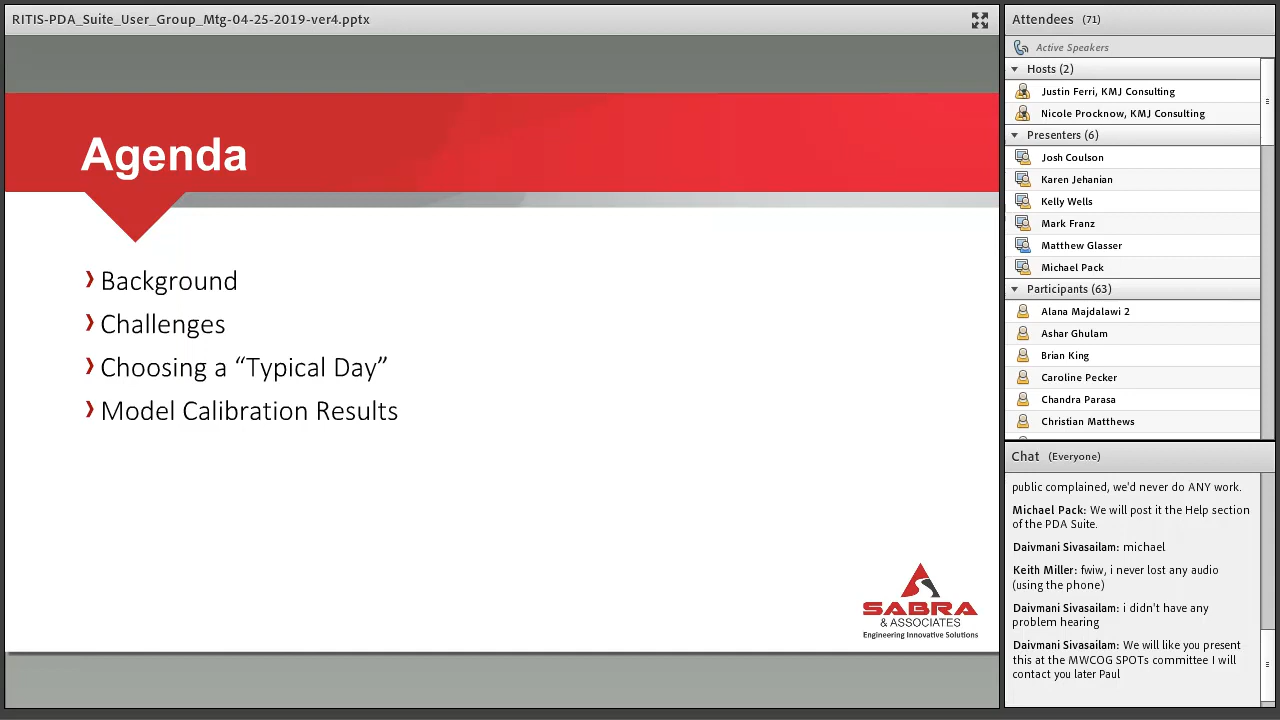 RITIS-PDA_Suite_User_Group_Mtg-04-25-2019-ver4.pptx
Agenda
Background
Challenges
Choosing a “Typical Day”
Model Calibration Results
SABRA
& ASSOCIATES
Engineering Innovative Solutions
Attendees (71)
Active Speakers
Hosts (2)
Justin Ferri, KMJ Consulting
Nicole Procknow, KMJ Consulting
Presenters (6)
Josh Coulson
Karen Jehanian
Kelly Wells
Mark Franz
Matthew Glasser
Michael Pack
Participants (63)
Alana Majdalawi 2
Ashar Ghulam
Brian King
Caroline Pecker
Chandra Parasa
Christian Matthews
Chat (Everyone)
public complained, we'd never do ANY work.
Michael Pack: We will post it the Help section
of the PDA Suite.
Daivmani Sivasailam: michael
Keith Miller: fwiw, i never lost any audio
(using the phone)
Daivmani Sivasailam: i didn't have any
problem hearing
Daivmani Sivasailam: We will like you present
this at the MWCOG SPOTs committee I will
contact you later Paul